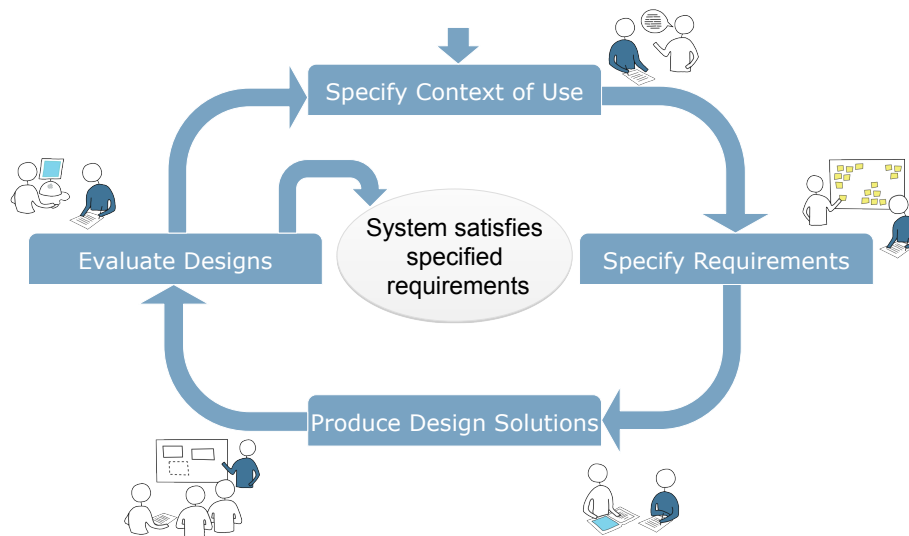 Specify Context of Use
System satisfies
specified
requirements
Evaluate Designs
Specify Requirements
Produce Design Solutions